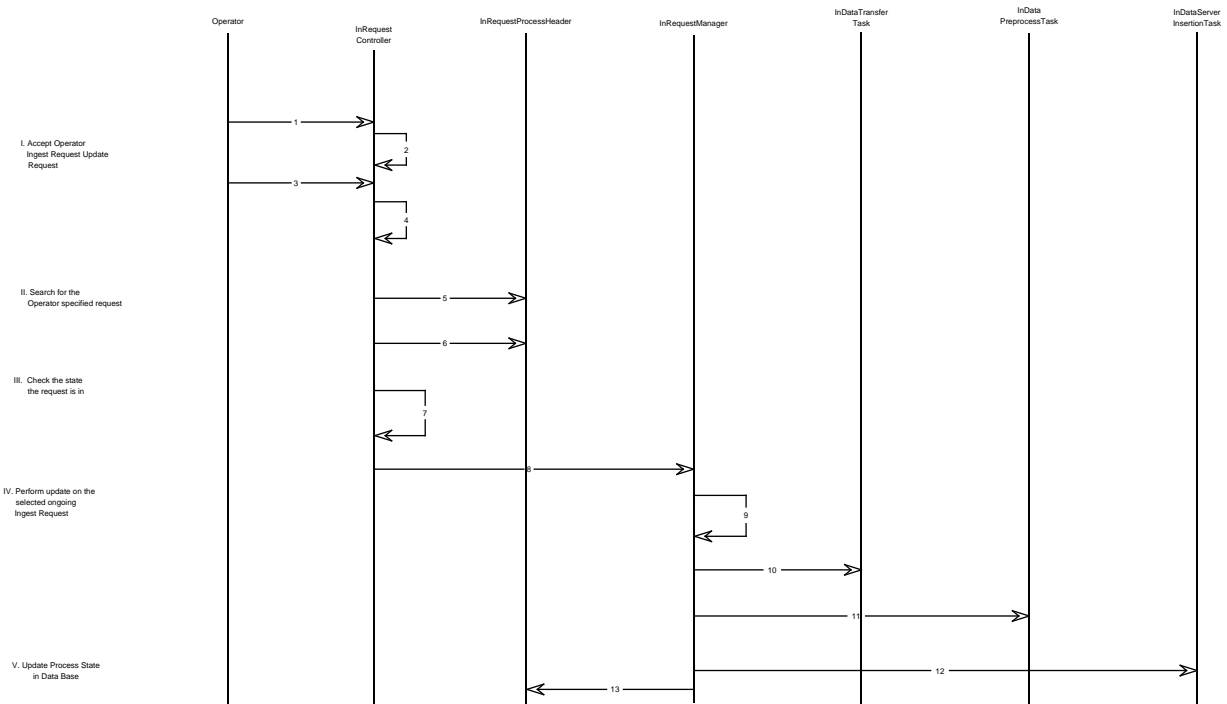 Operator
InRequest
Controller
InRequestProcessHeader
InRequestManager
InDataTransfer
Task
InData
PreprocessTask
InDataServer
InsertionTask
1
I. Accept Operator
Ingest Request Update
Request
2
3
4
II. Search for the
Operator specified request
5
6
III. Check the state
the request is in
7
8
IV. Perform update on the
selected ongoing
Ingest Request
9
10
11
V. Update Process State
in Data Base
12
13